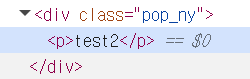 ▼<div class="pop_ny">
<p>test2</p> == $0
</div>